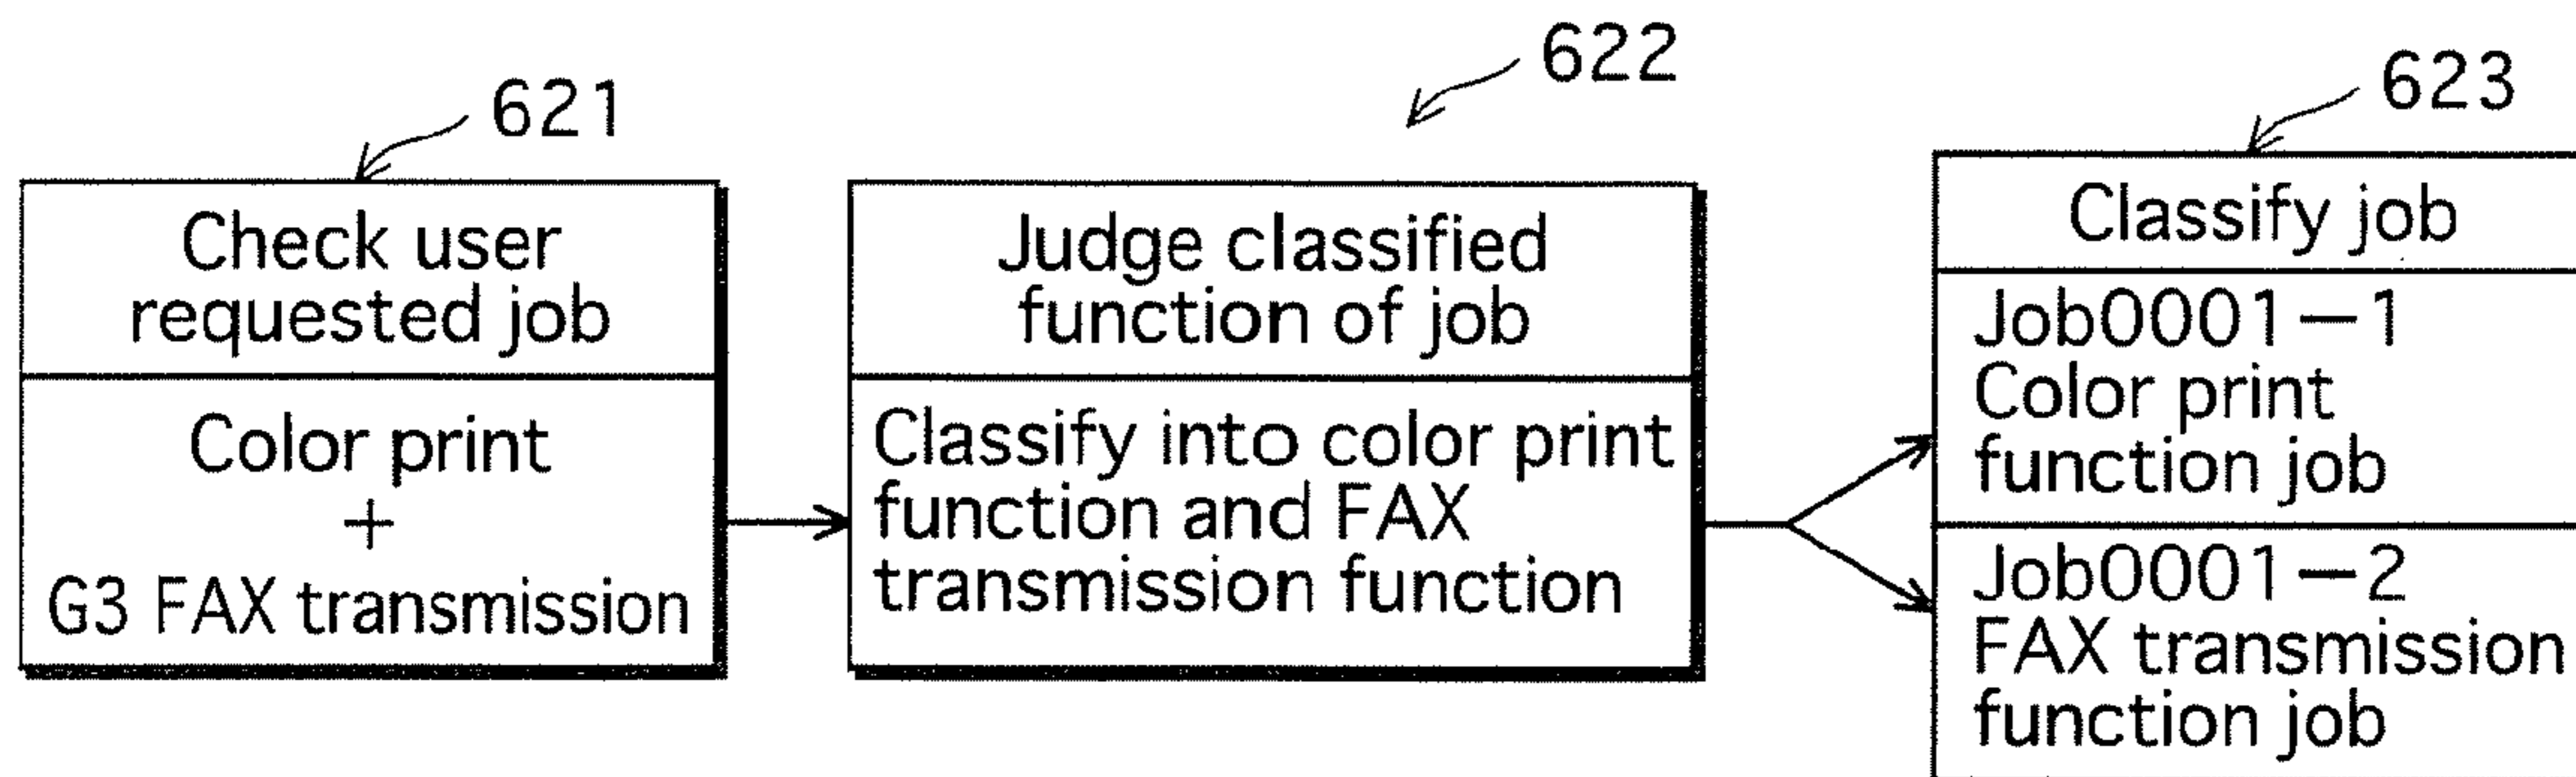 621
Check user
requested job
Color print
+
G3 FAX transmission
622
Judge classified
function of job
Classify into color print
function and FAX
transmission function
623
Classify job
Job0001-1
Color print
function job
Job0001-2
FAX transmission
function job